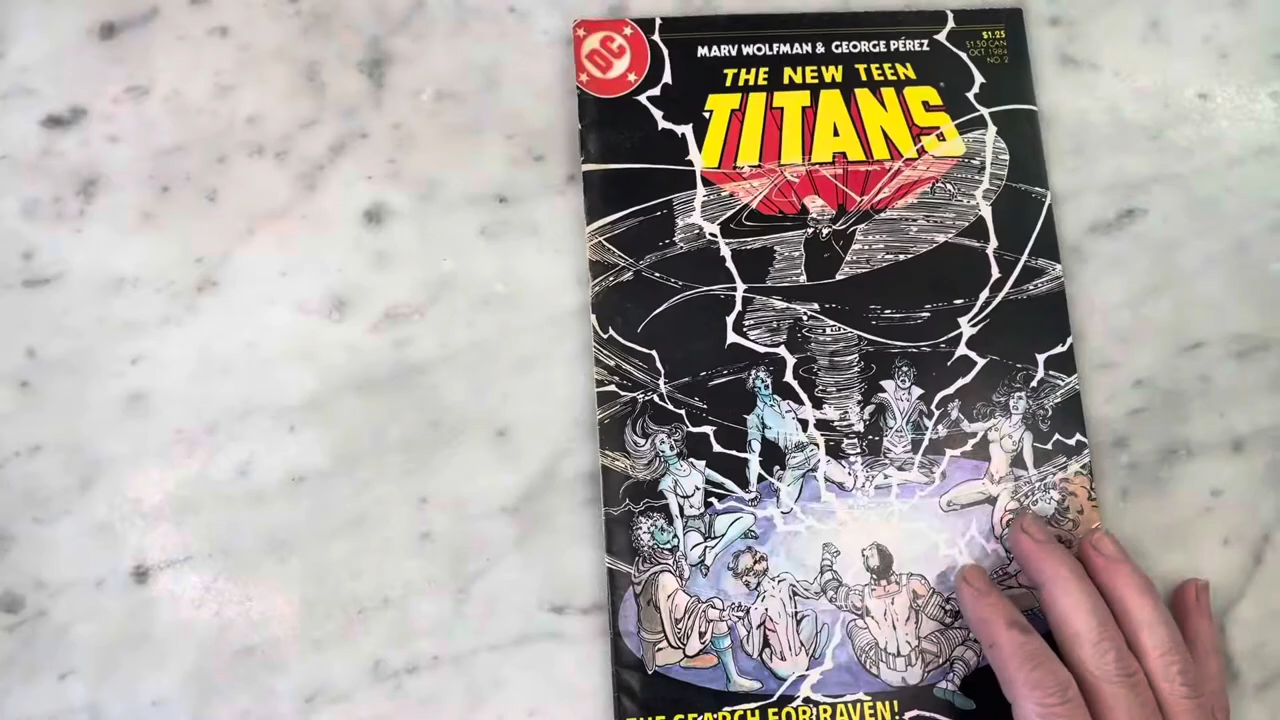 DC
MARV WOLFMAN & GEORGE PÉREZ
$1.25
$1.50 CAN
OCT. 1984
NO. 2
THE NEW TEEN
TITANS
THE SEARCH FOR RAVEN!